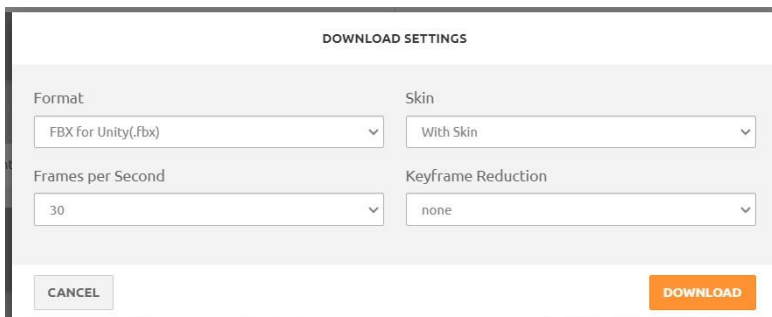 DOWNLOAD SETTINGS
Format
Skin
FBX for Unity(.fbx)
With Skin
Frames per Second
Keyframe Reduction
30
none
CANCEL
DOWNLOAD